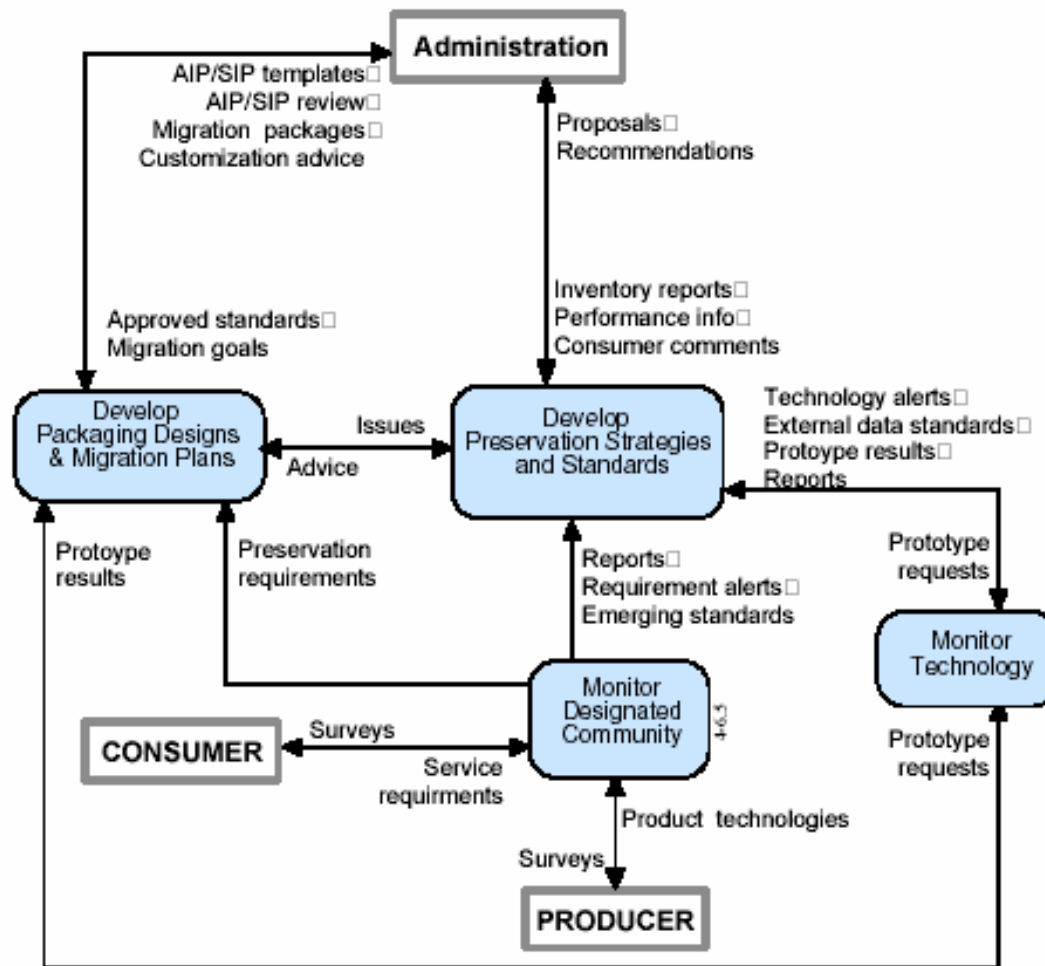 Administration
AIP/SIP templates□
AIP/SIP review□
Migration packages□
Customization advice
Proposals□
Recommendations
Approved standards□
Migration goals
Inventory reports□
Performance info□
Consumer comments
Develop
Packaging Designs
& Migration Plans
Issues
Advice
Develop
Preservation Strategies
and Standards
Technology alerts□
External data standards□
Protoype results□
Reports
Protoype
results
Preservation
requirements
Reports□
Requirement alerts□
Emerging standards
Prototype
requests
Monitor
Technology
Monitor
Designated
Community
4-6.5
CONSUMER
Surveys
Service
requirments
Prototype
requests
Product technologies
Surveys
PRODUCER